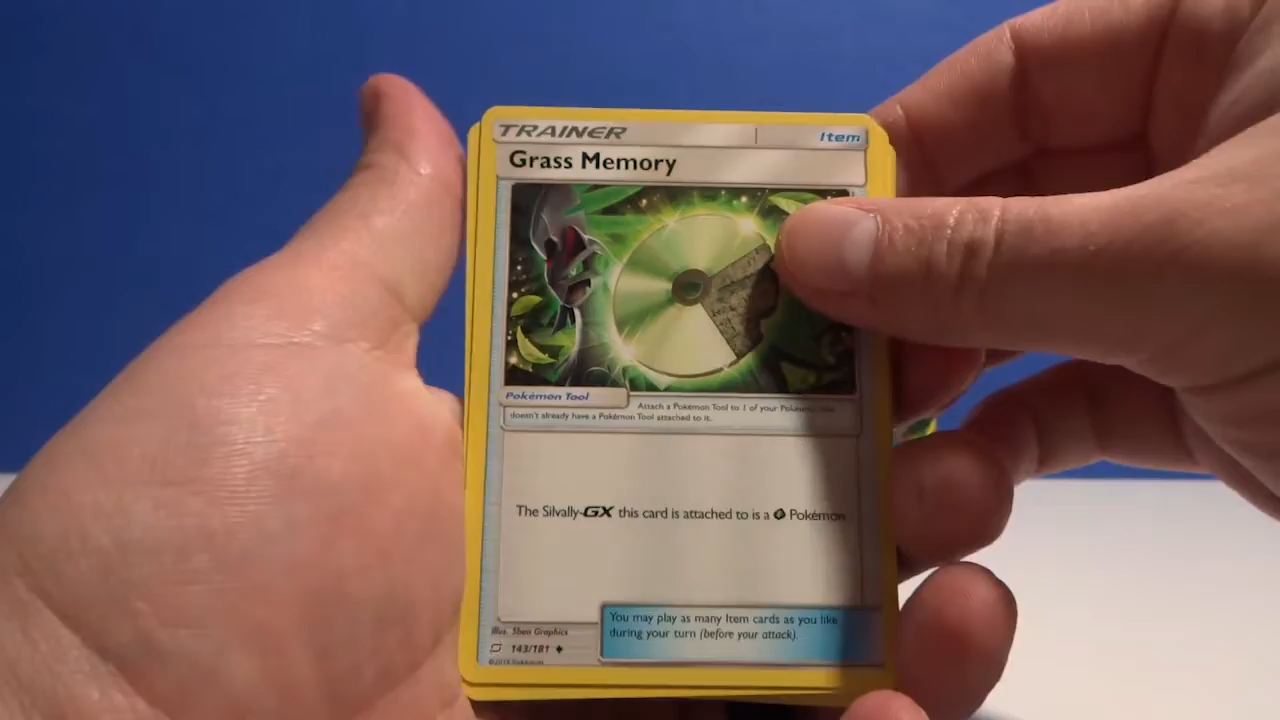 TRAINER Item
Grass Memory
Pokémon Tool
Attach a Pokémon Tool to 1 of your
doesn't already have a Pokémon Tool attached to it.
The Silvally-GX this card is attached to is a Pokémon
You may play as many Item cards as you like
during your turn (before your attack).
Illus. 5ban Graphics
143/181
©2019 Pokémon